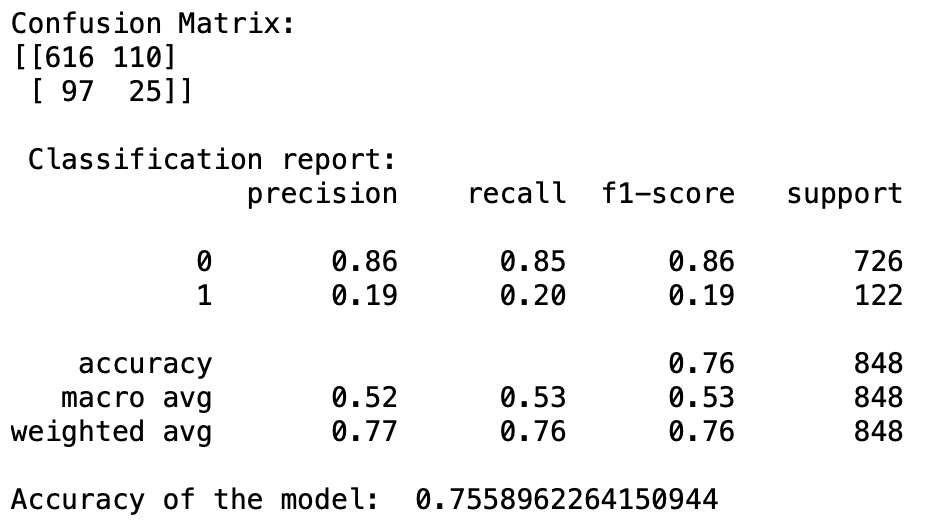 Confusion Matrix:
[[616 110]
[ 97 25]]
Classification report:
precision recall f1-score support
0 0.86 0.85 0.86 726
1 0.19 0.20 0.19 122
accuracy 0.76 848
macro avg 0.52 0.53 0.53 848
weighted avg 0.77 0.76 0.76 848
Accuracy of the model: 0.7558962264150944